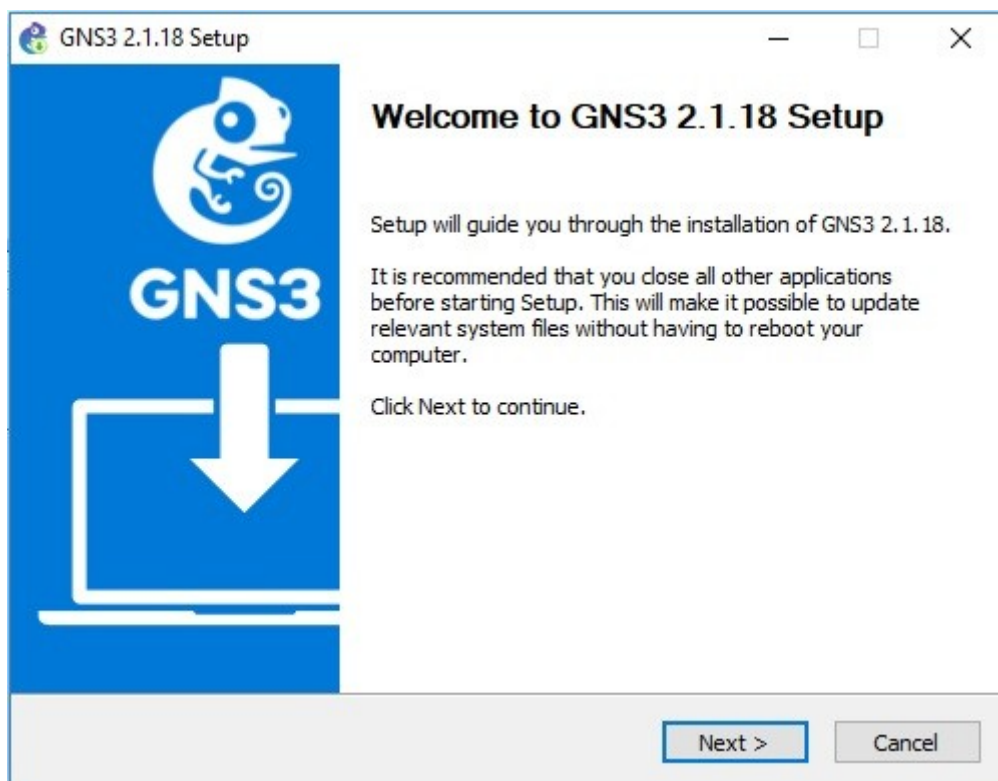 GNS3 2.1.18 Setup
Welcome to GNS3 2.1.18 Setup
GNS3
Setup will guide you through the installation of GNS3 2.1.18.
It is recommended that you close all other applications
before starting Setup. This will make it possible to update
relevant system files without having to reboot your
computer.
Click Next to continue.
Next >
Cancel